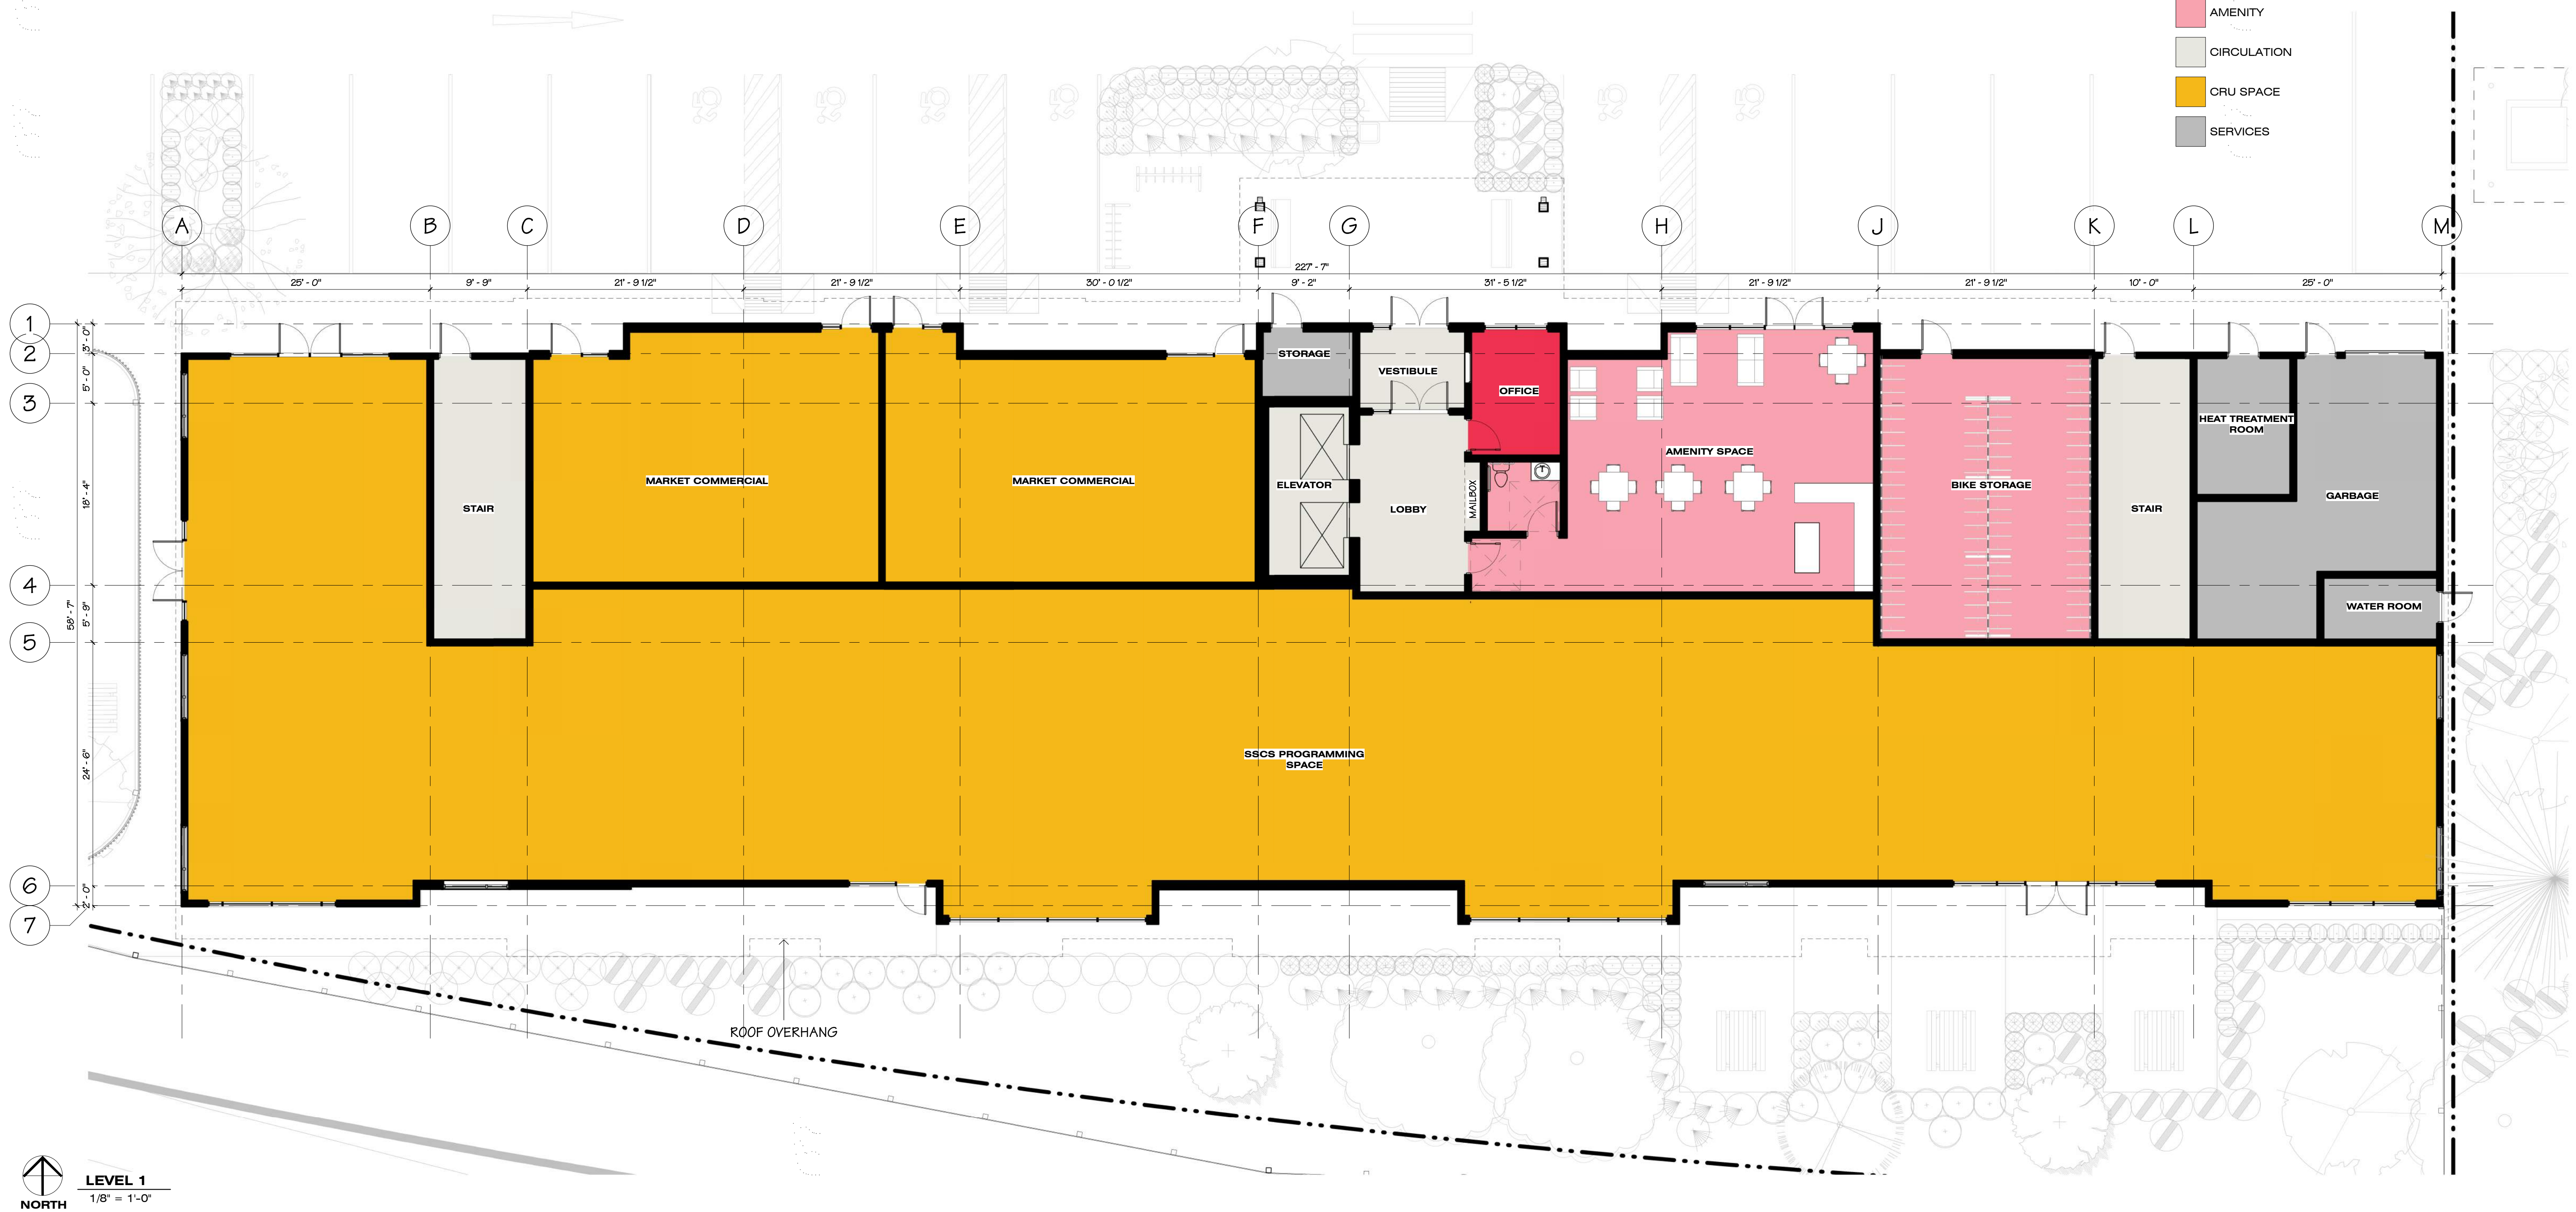 AMENITY
CIRCULATION
CRU SPACE
SERVICES
A
B
C
D
E
F
G
H
J
K
L
M
227' - 7"
25' - 0"
9' - 9"
21' - 9 1/2"
21' - 9 1/2"
30' - 0 1/2"
9' - 2"
31' - 5 1/2"
21' - 9 1/2"
21' - 9 1/2"
10' - 0"
25' - 0"
1
2
3
4
5
6
7
3' - 0"
5' - 0"
18' - 4"
5' - 9"
24' - 6"
2' - 0"
58' - 7"
STORAGE
VESTIBULE
OFFICE
HEAT TREATMENT
ROOM
AMENITY SPACE
MARKET COMMERCIAL
MARKET COMMERCIAL
ELEVATOR
MAILBOX
BIKE STORAGE
GARBAGE
STAIR
LOBBY
STAIR
WATER ROOM
SSCS PROGRAMMING
SPACE
ROOF OVERHANG
NORTH
LEVEL 1
1/8" = 1'-0"